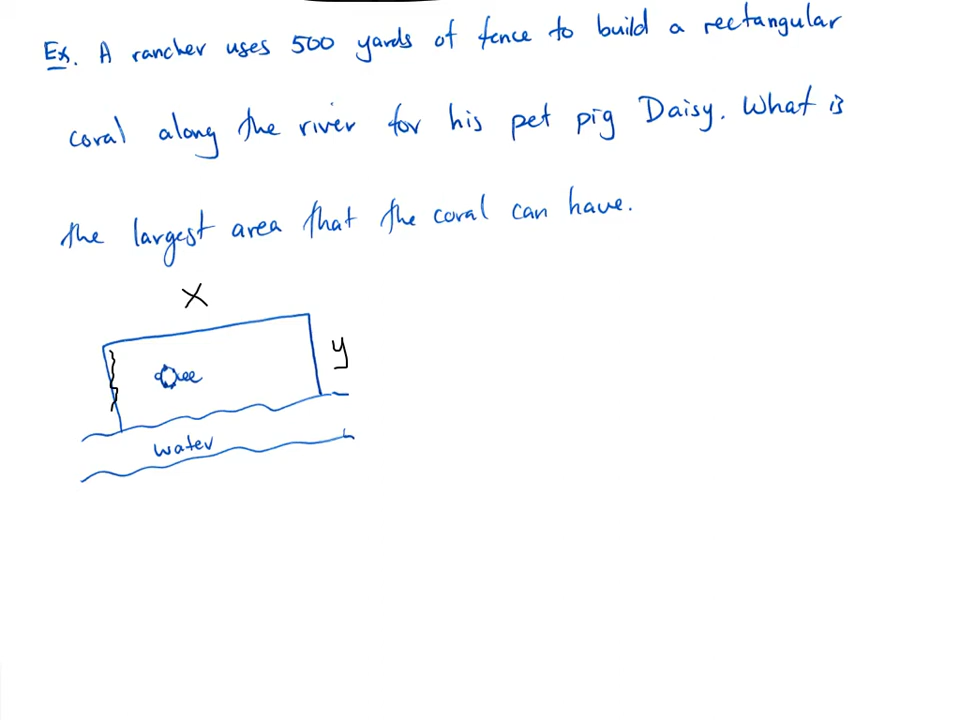 Ex. A rancher uses 500 yards of fence to build a rectangular
coral along the river for his pet pig Daisy. What is
the largest area that the coral can have.
X
y
water